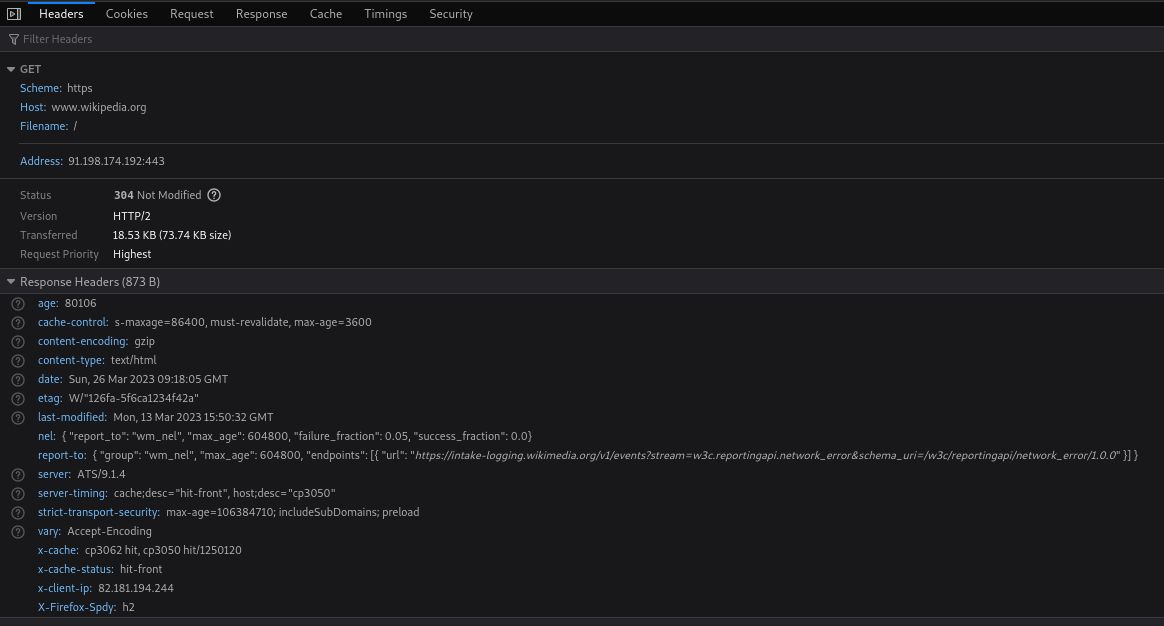 Headers Cookies Request Response Cache Timings Security
Filter Headers
GET
Scheme: https
Host: www.wikipedia.org
Filename: /
Address: 91.198.174.192:443
Status 304 Not Modified ?
Version HTTP/2
Transferred 18.53 KB (73.74 KB size)
Request Priority Highest
Response Headers (873 B)
? age: 80106
? cache-control: s-maxage=86400, must-revalidate, max-age=3600
? content-encoding: gzip
? content-type: text/html
? date: Sun, 26 Mar 2023 09:18:05 GMT
? etag: W/"126fa-5f6ca1234f42a"
? last-modified: Mon, 13 Mar 2023 15:50:32 GMT
nel: { "report_to": "wm_nel", "max_age": 604800, "failure_fraction": 0.05, "success_fraction": 0.0}
report-to: { "group": "wm_nel", "max_age": 604800, "endpoints": [{ "url": "https://intake-logging.wikimedia.org/v1/events?stream=w3c.reportingapi.network_error&schema_uri=/w3c/reportingapi/network_error/1.0.0" }] }
? server: ATS/9.1.4
? server-timing: cache;desc="hit-front", host;desc="cp3050"
? strict-transport-security: max-age=106384710; includeSubDomains; preload
? vary: Accept-Encoding
x-cache: cp3062 hit, cp3050 hit/1250120
x-cache-status: hit-front
x-client-ip: 82.181.194.244
X-Firefox-Spdy: h2